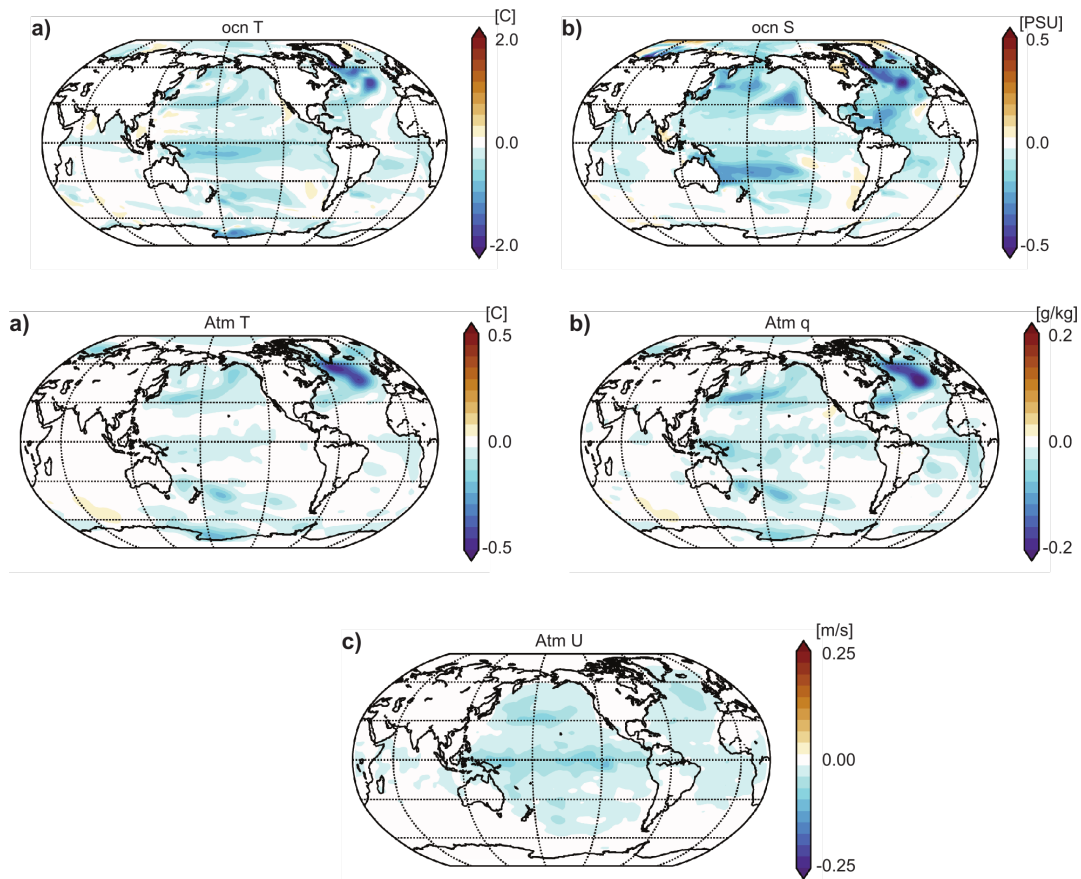 a)
ocn T
[C]
2.0
0.0
-2.0
b)
ocn S
[PSU]
0.5
0.0
-0.5
a)
Atm T
[C]
0.5
0.0
-0.5
b)
Atm q
[g/kg]
0.2
0.0
-0.2
c)
Atm U
[m/s]
0.25
0.00
-0.25